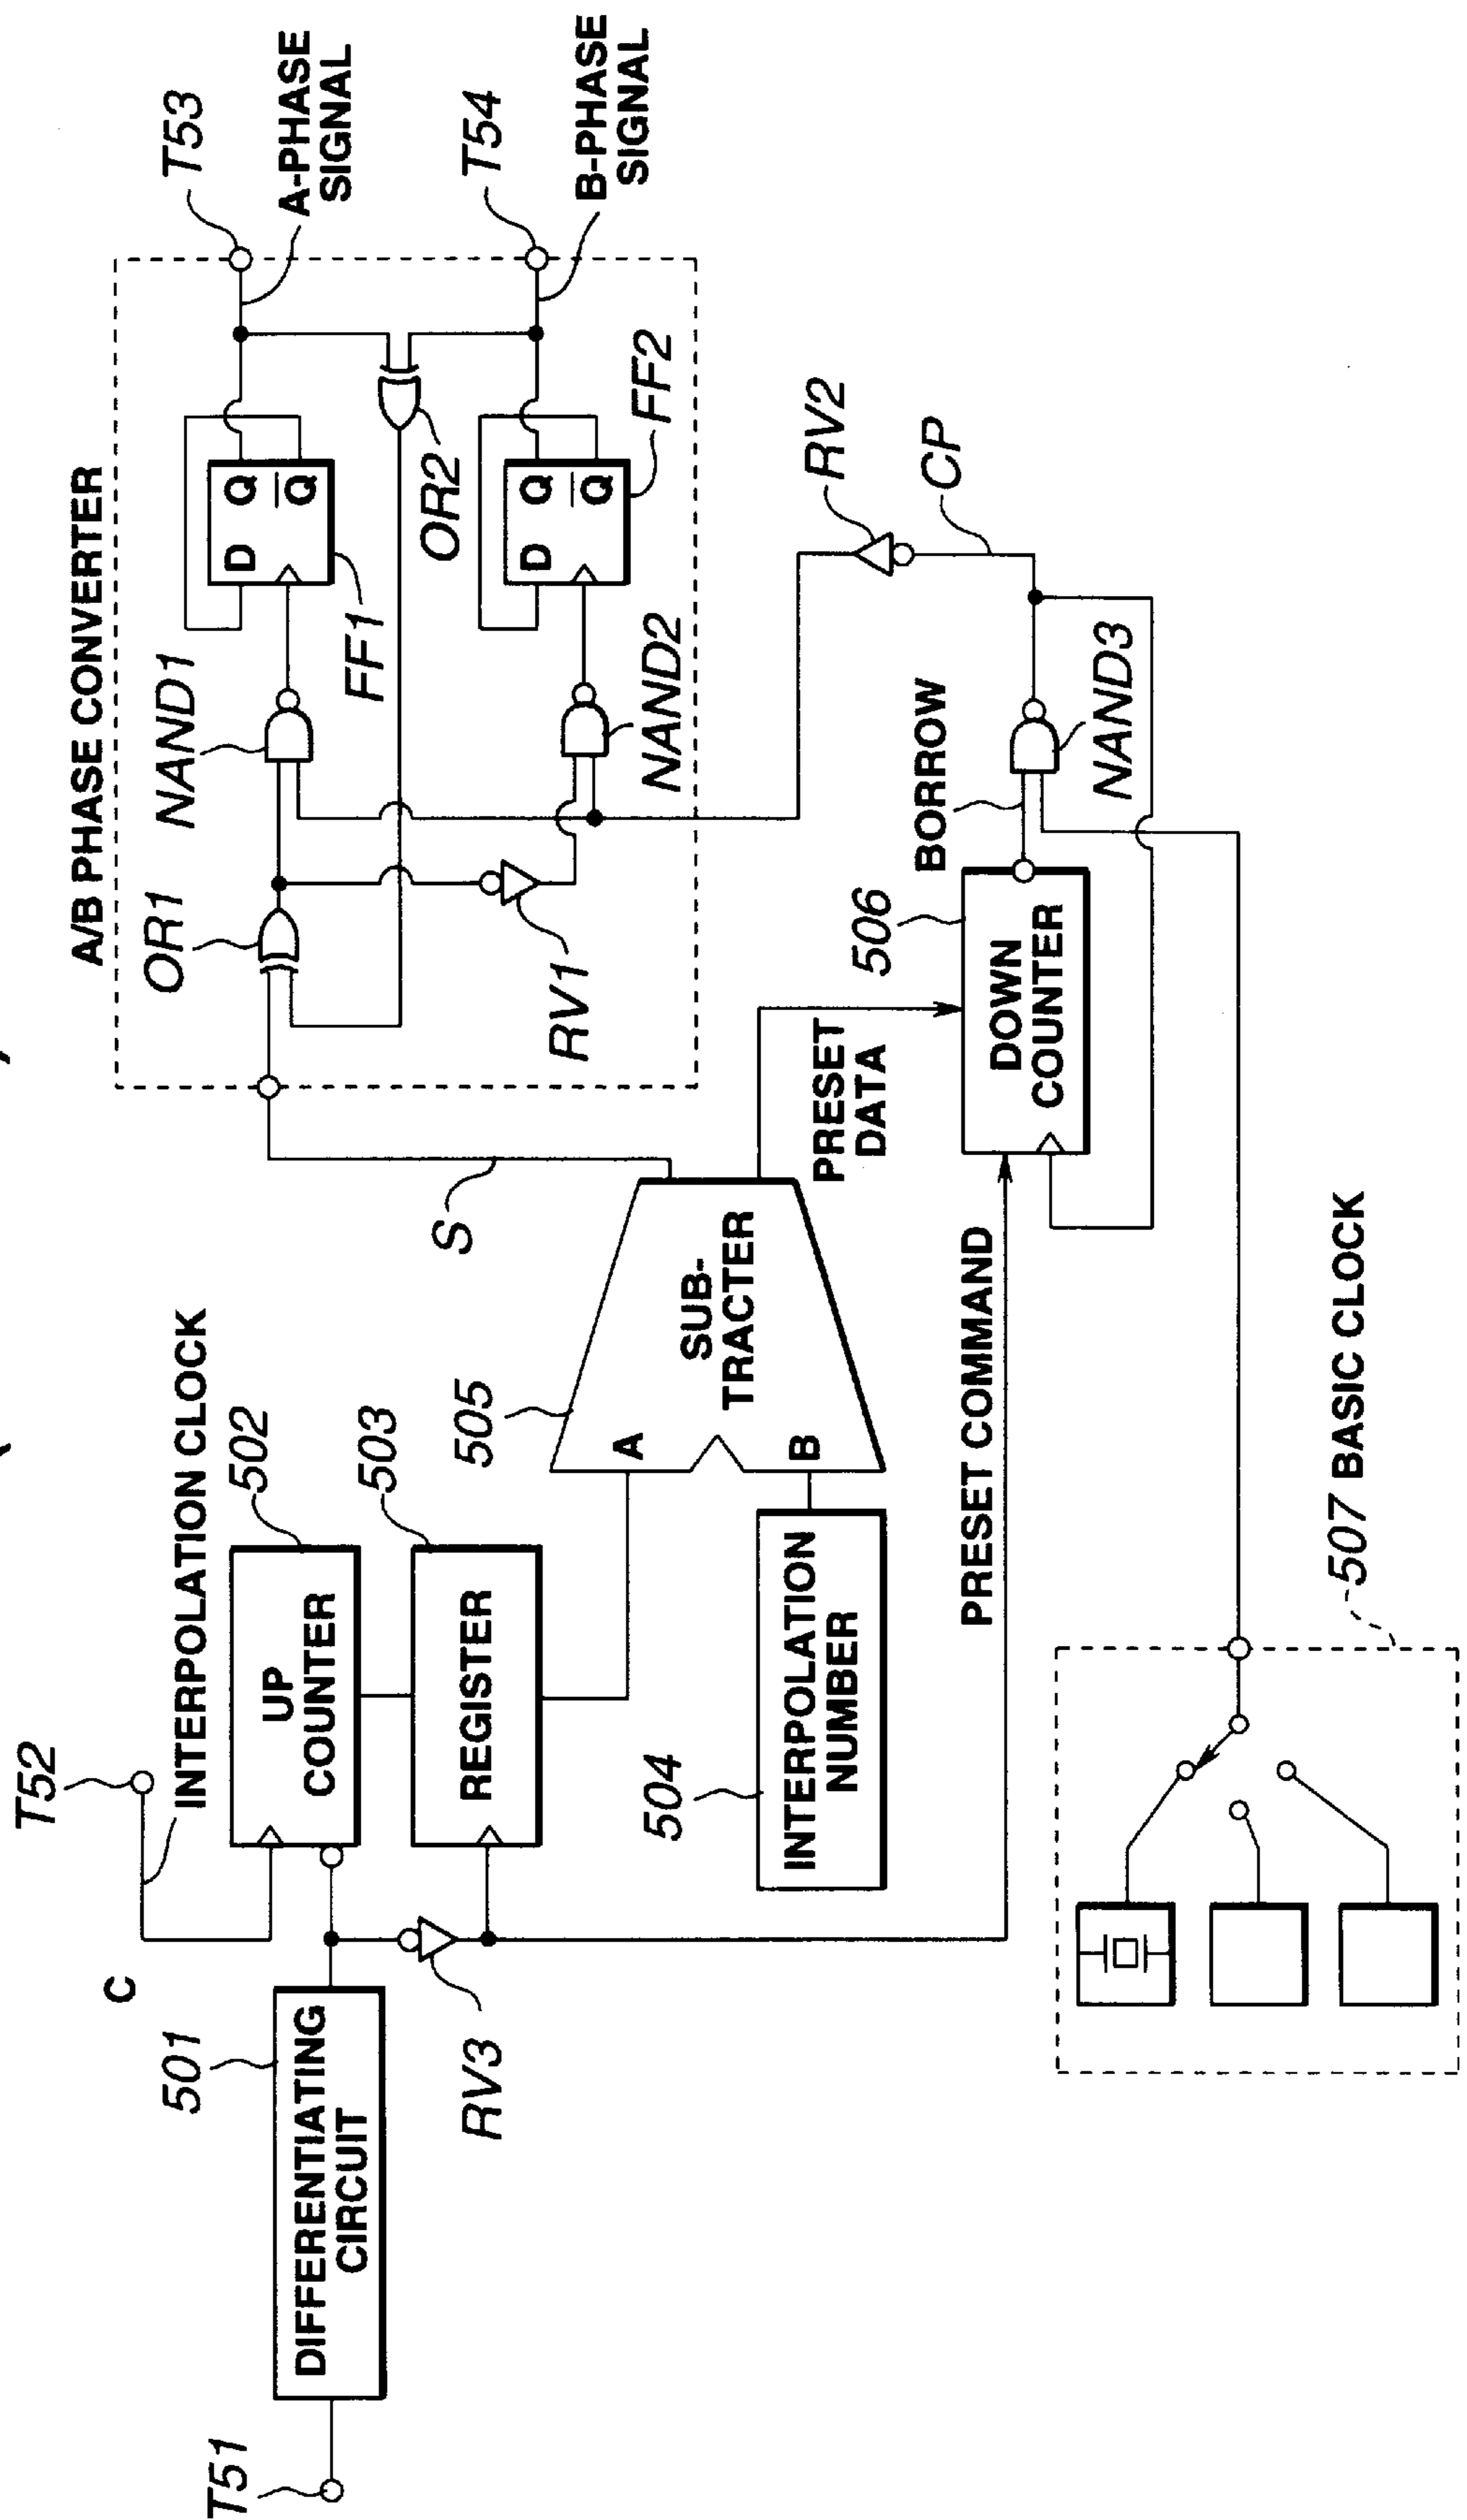 A/B PHASE CONVERTER
T53
A-PHASE
SIGNAL
T54
B-PHASE
SIGNAL
OR1
NAND1
D Q
Q
FF1
OR2
D Q
Q
FF2
RV1
NAND2
RV2
CP
S
T52
INTERPOLATION CLOCK
C
501
DIFFERENTIATING
CIRCUIT
T51
RV3
502
UP
COUNTER
503
REGISTER
504
INTERPOLATION
NUMBER
505
A
B
SUB-
TRACTER
PRESET
DATA
506
DOWN
COUNTER
BORROW
NAND3
PRESET COMMAND
507 BASIC CLOCK